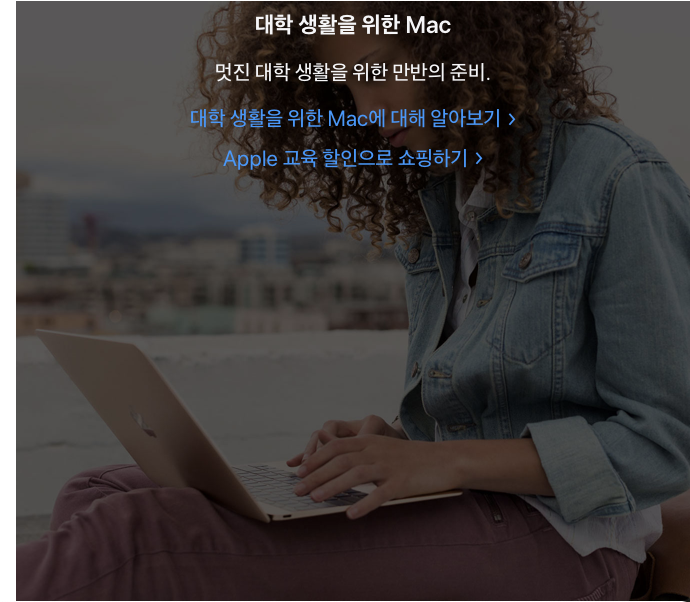 대학 생활을 위한 Mac
멋진 대학 생활을 위한 만반의 준비.
대학 생활을 위한 Mac에 대해 알아보기 >
Apple 교육 할인으로 쇼핑하기 >